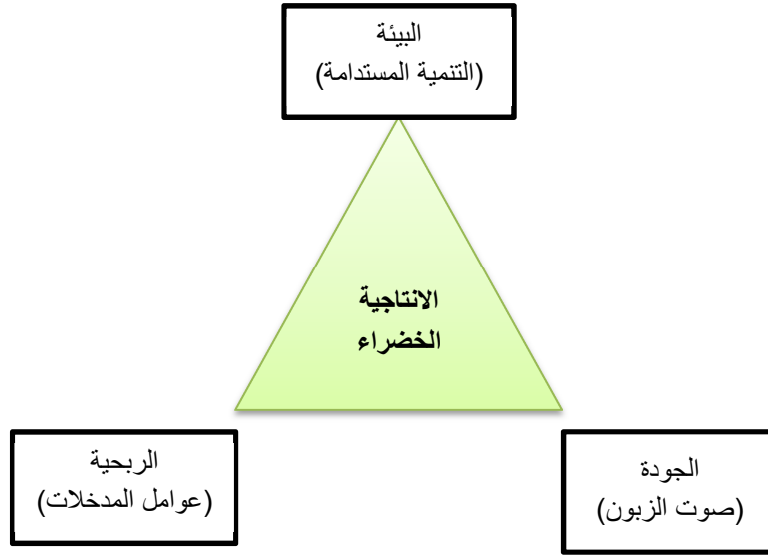 البيئة
(التنمية المستدامة)
الانتاجية
الخضراء
الربحية
(عوامل المدخلات)
الجودة
(صوت الزبون)